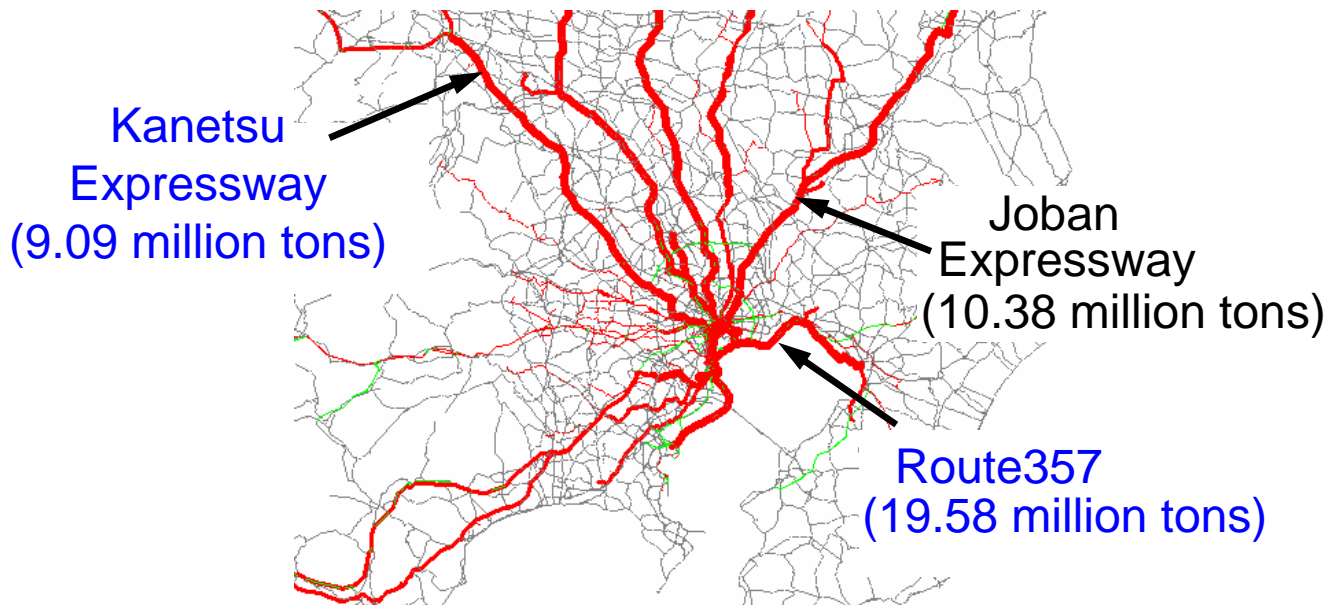 Kanetsu
Expressway
(9.09 million tons)
Joban
Expressway
(10.38 million tons)
Route357
(19.58 million tons)